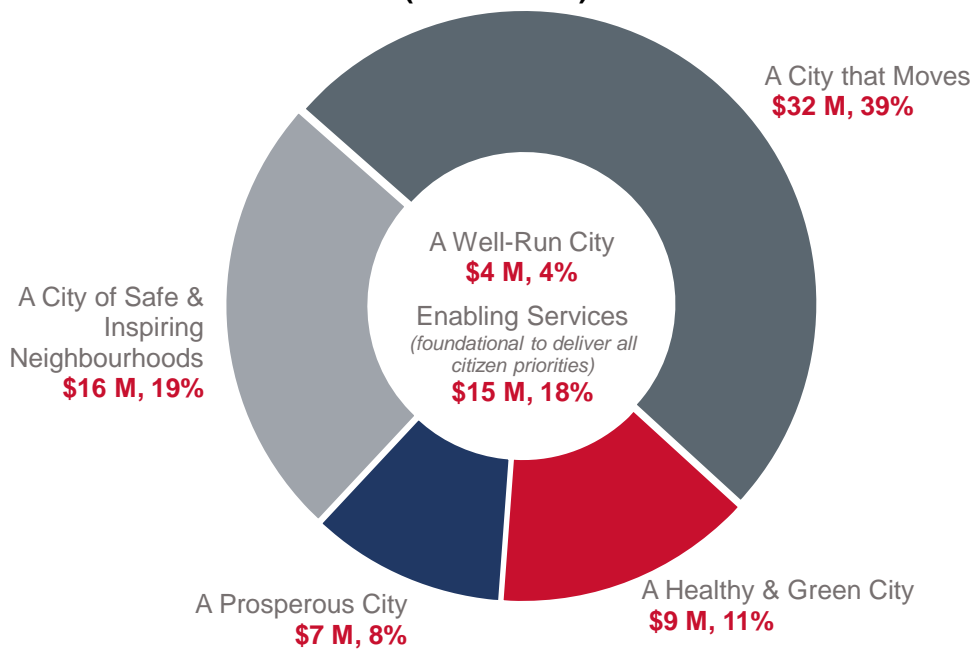 A City that Moves
$32 M, 39%
A Well-Run City
$4 M, 4%
Enabling Services
(foundational to deliver all
citizen priorities)
$15 M, 18%
A City of Safe &
Inspiring
Neighbourhoods
$16 M, 19%
A Prosperous City
$7 M, 8%
A Healthy & Green City
$9 M, 11%